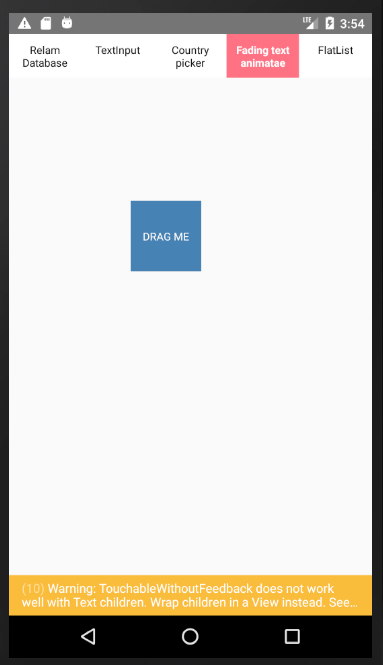 LTE 3:54
Relam
Database
TextInput
Country
picker
Fading text
animatae
FlatList
DRAG ME
(10) Warning: TouchableWithoutFeedback does not work
well with Text children. Wrap children in a View instead. See...